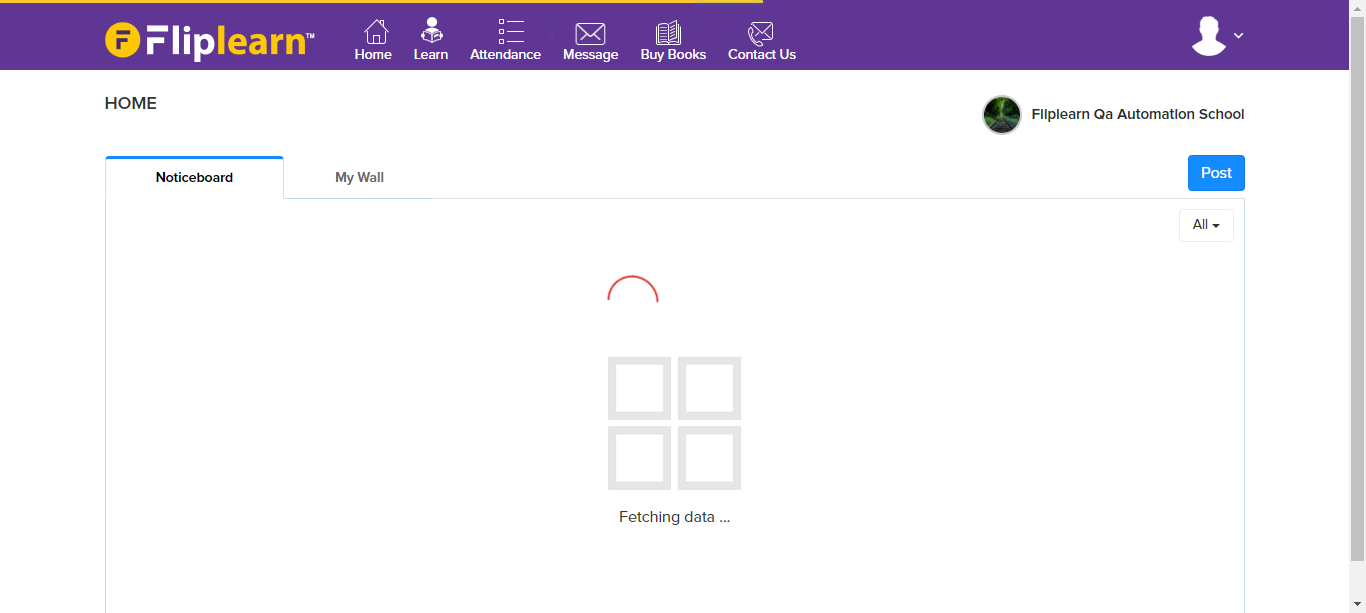 Fliplearn™
Home Learn Attendance Message Buy Books Contact Us
HOME
Fliplearn Qa Automation School
Noticeboard My Wall
Post
All
Fetching data ...